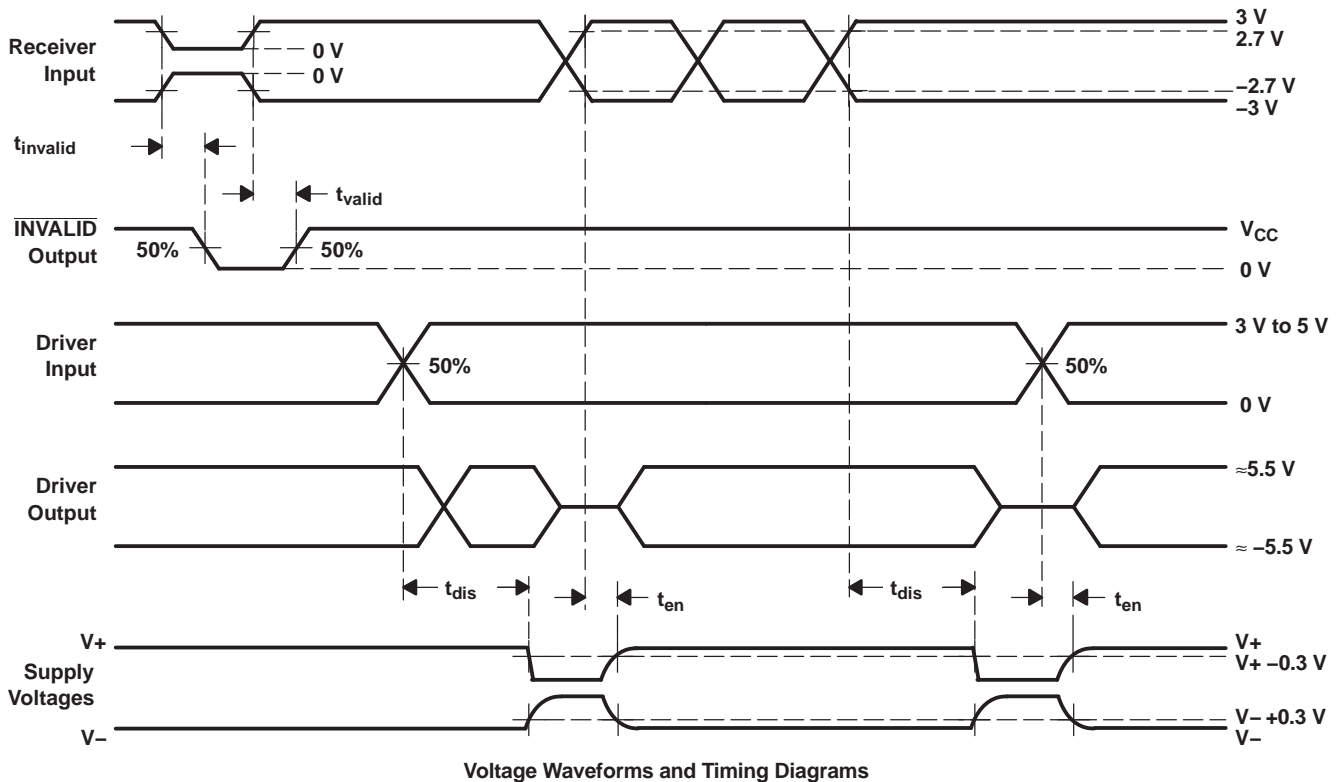 Receiver
Input
0 V
0 V
3 V
2.7 V
–2.7 V
–3 V
tinvalid
tvalid
INVALID
Output
50%
50%
VCC
0 V
Driver
Input
50%
50%
3 V to 5 V
0 V
Driver
Output
≈5.5 V
≈ –5.5 V
tdis
ten
tdis
ten
V+
Supply
Voltages
V–
V+
V+ –0.3 V
V– +0.3 V
V–
Voltage Waveforms and Timing Diagrams